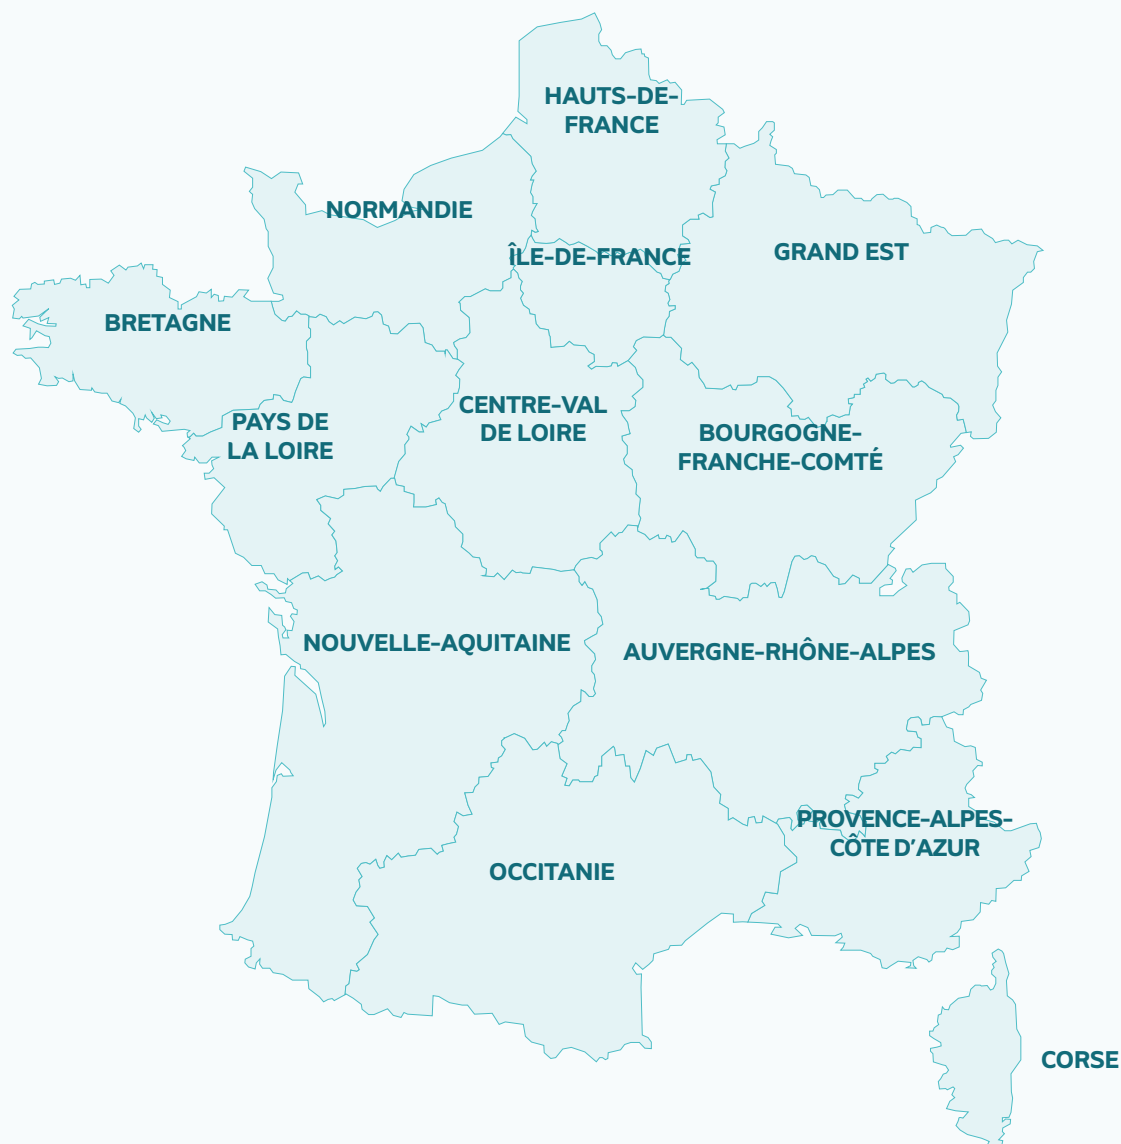 HAUTS-DE-
FRANCE
NORMANDIE
ÎLE-DE-FRANCE
GRAND EST
BRETAGNE
PAYS DE
LA LOIRE
CENTRE-VAL
DE LOIRE
BOURGOGNE-
FRANCHE-COMTÉ
NOUVELLE-AQUITAINE
AUVERGNE-RHÔNE-ALPES
PROVENCE-ALPES-
CÔTE D'AZUR
OCCITANIE
CORSE